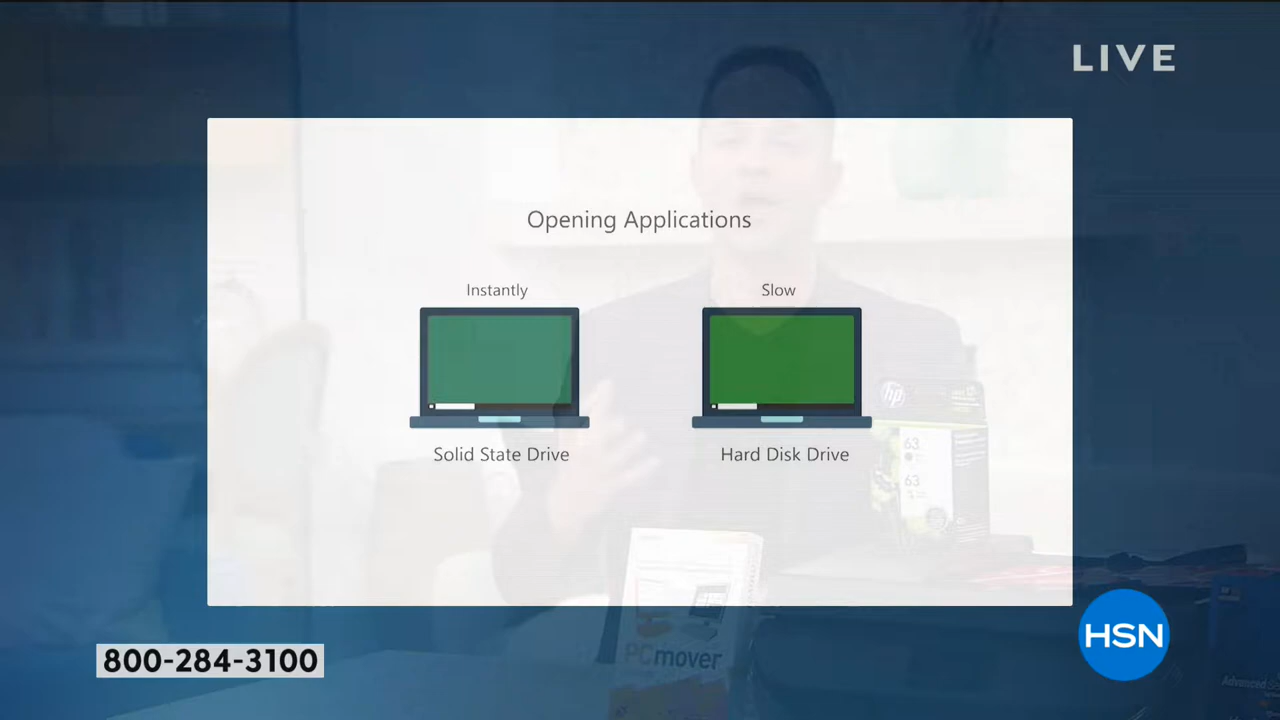 LIVE
Opening Applications
Instantly
Slow
Solid State Drive
Hard Disk Drive
hp
63
63
PCmover
800-284-3100
HSN
Advanced